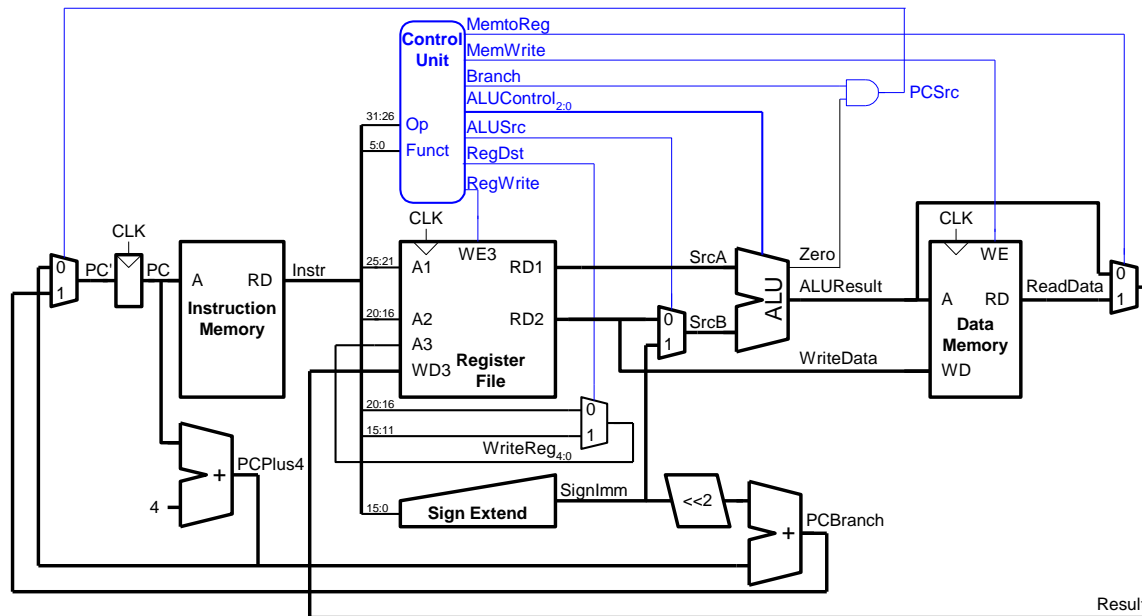 MemtoReg
Control
Unit
MemWrite
Branch
PCSrc
ALUControl2:0
31:26
Op
ALUSrc
5:0
Funct
RegDst
RegWrite
CLK
CLK
CLK
0
1
PC'
PC
A
RD
Instruction
Memory
Instr
25:21
A1
WE3
RD1
SrcA
Zero
WE
0
1
20:16
A2
RD2
0
1
SrcB
ALU
ALUResult
A
RD
ReadData
A3
Data
Memory
WD3
Register
File
WriteData
WD
20:16
0
15:11
1
WriteReg4:0
PCPlus4
+
4
SignImm
15:0
Sign Extend
<<2
+
PCBranch
Result